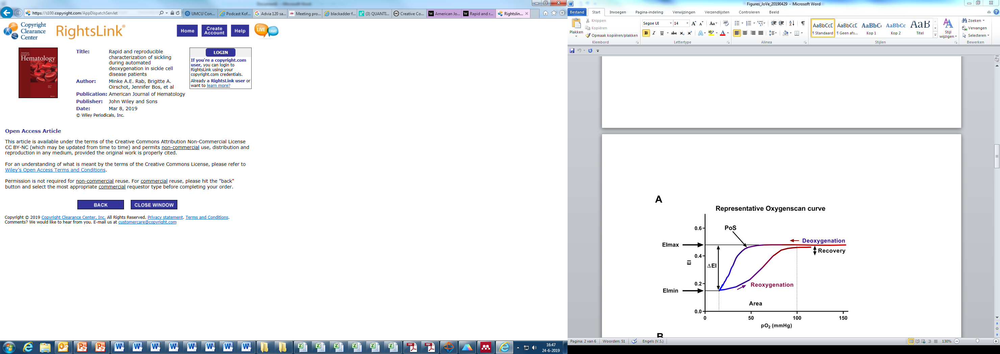 https://s100.copyright.com/AppDispatchServlet
UMCU Con...
Podcast Kof...
Advia 120 sa...
Meeting pro...
blackadder f...
(3) QUANTI...
Creative Co...
American Jo...
Rapid and r...
Rightslin...
Copyright
Clearance
Center
RightsLink®
Home
Create
Account
Help
LIVE
CHAT
American
Journal of
Hematology
Title: Rapid and reproducible
characterization of sickling
during automated
deoxygenation in sickle cell
disease patients
Author: Minke A.E. Rab, Brigitte A.
Oirschot, Jennifer Bos, et al
Publication: American Journal of Hematology
Publisher: John Wiley and Sons
Date: Mar 8, 2019
© Wiley Periodicals, Inc.
LOGIN
If you're a copyright.com
user, you can login to
RightsLink using your
copyright.com credentials.
Already a RightsLink user or
want to learn more?
Open Access Article
This article is available under the terms of the Creative Commons Attribution Non-Commercial License
CC BY-NC (which may be updated from time to time) and permits non-commercial use, distribution and
reproduction in any medium, provided the original work is properly cited.
For an understanding of what is meant by the terms of the Creative Commons License, please refer to
Wiley's Open Access Terms and Conditions.
Permission is not required for non-commercial reuse. For commercial reuse, please hit the "back"
button and select the most appropriate commercial requestor type before completing your order.
BACK
CLOSE WINDOW
Copyright © 2019 Copyright Clearance Center, Inc. All Rights Reserved. Privacy statement. Terms and Conditions.
Comments? We would like to hear from you. E-mail us at customercare@copyright.com
16:47
24-6-2019
Figures_JoVe_20190429 - Microsoft Word
Bestand Start Invoegen Pagina-indeling Verwijzingen Verzendlijsten Controleren Beeld
Plakken
Knippen
Kopiëren
Opmaak kopiëren/plakken
Klembord
Segoe UI 14
Lettertype
Alinea
AaBbCcD AaBbCcD AaBbC AaBbCc AaB
¶ Standaard ¶ Geen afs... Kop 1 Kop 2 Titel
Stijlen
Stijl
wijzigen
Zoeken
Vervangen
Selecteren
Bewerken
A
Representative Oxygenscan curve
PoS
Deoxygenation
Recovery
Reoxygenation
EImax
EImin
ΔEI
EI
0.6
0.4
0.2
0.0
Area
0 50 100 150
pO2 (mmHg)
B
Pagina: 2 van 6 Woorden: 51 Engels (V.S.) 130%